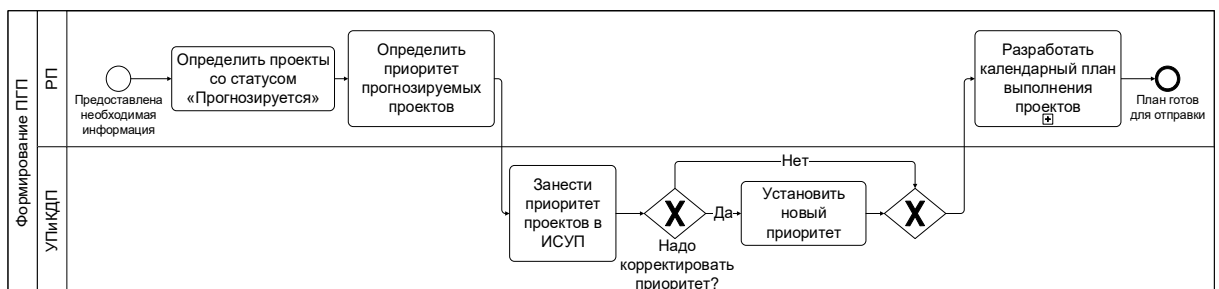 Формирование ПГП
РП
Предоставлена
необходимая
информация
Определить проекты
со статусом
«Прогнозируется»
Определить
приоритет
прогнозируемых
проектов
Разработать
календарный план
выполнения
проектов
План готов
для отправки
УПиКДП
Занести
приоритет
проектов в
ИСУП
X
Надо
корректировать
приоритет?
Нет
Да
Установить
новый
приоритет
X